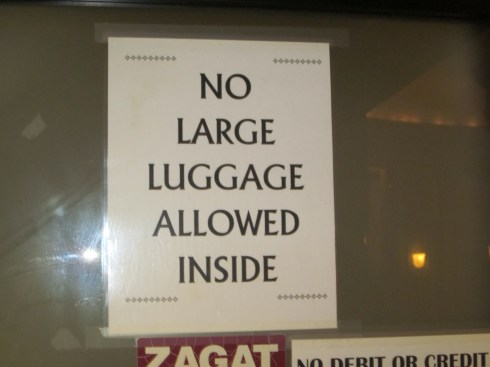 NO
LARGE
LUGGAGE
ALLOWED
INSIDE
ZAGAT
NO DEBIT OR CREDIT